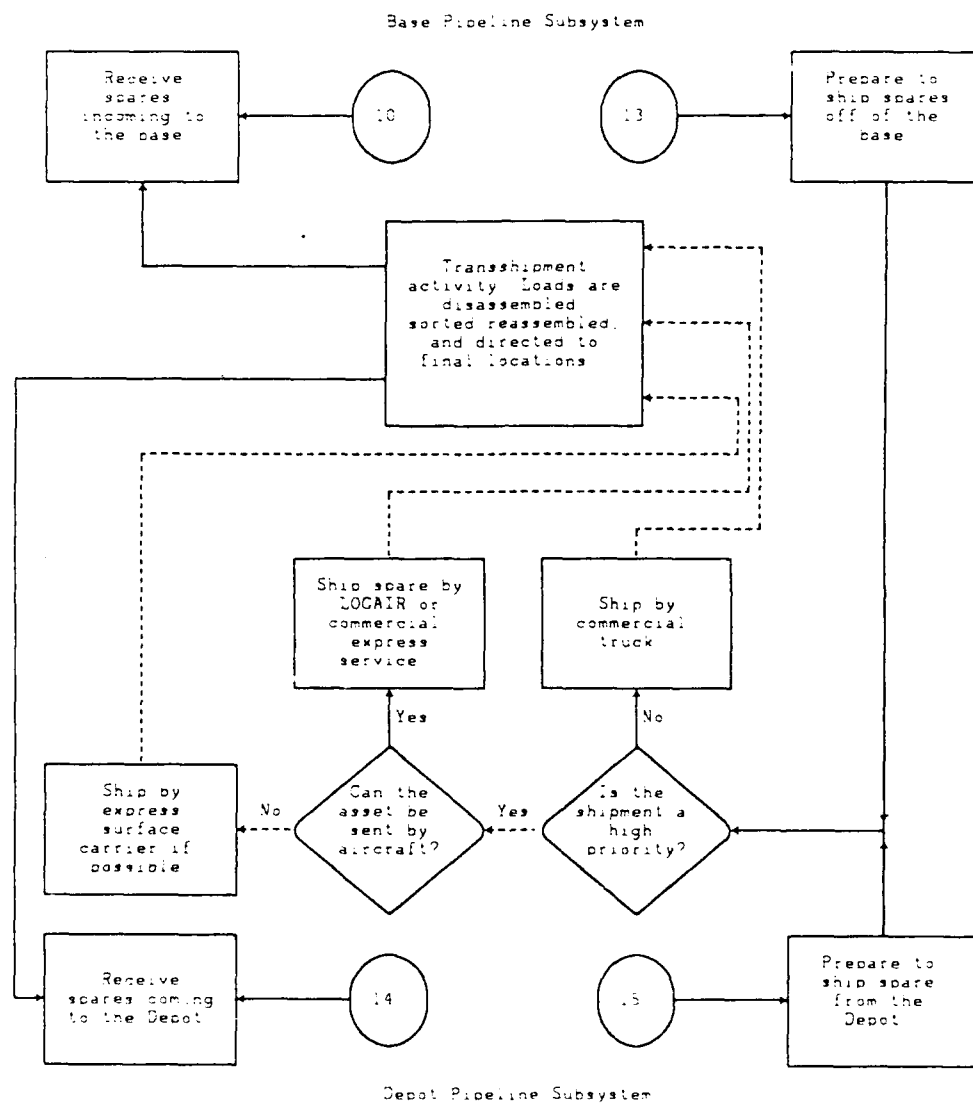 Base Pipeline Subsystem
Receive
spares
incoming to
the base
10
13
Prepare to
ship spares
off of the
base
Transshipment
activity. Loads are
disassembled
sorted reassembled,
and directed to
final locations
Ship spare by
LOGAIR or
commercial
express
service
Ship by
commercial
truck
Yes
No
Ship by
express
surface
carrier if
possible
No
Can the
asset be
sent by
aircraft?
Yes
Is the
shipment a
high
priority?
Receive
spares coming
to the Depot
14
15
Prepare to
ship spare
from the
Depot
Depot Pipeline Subsystem